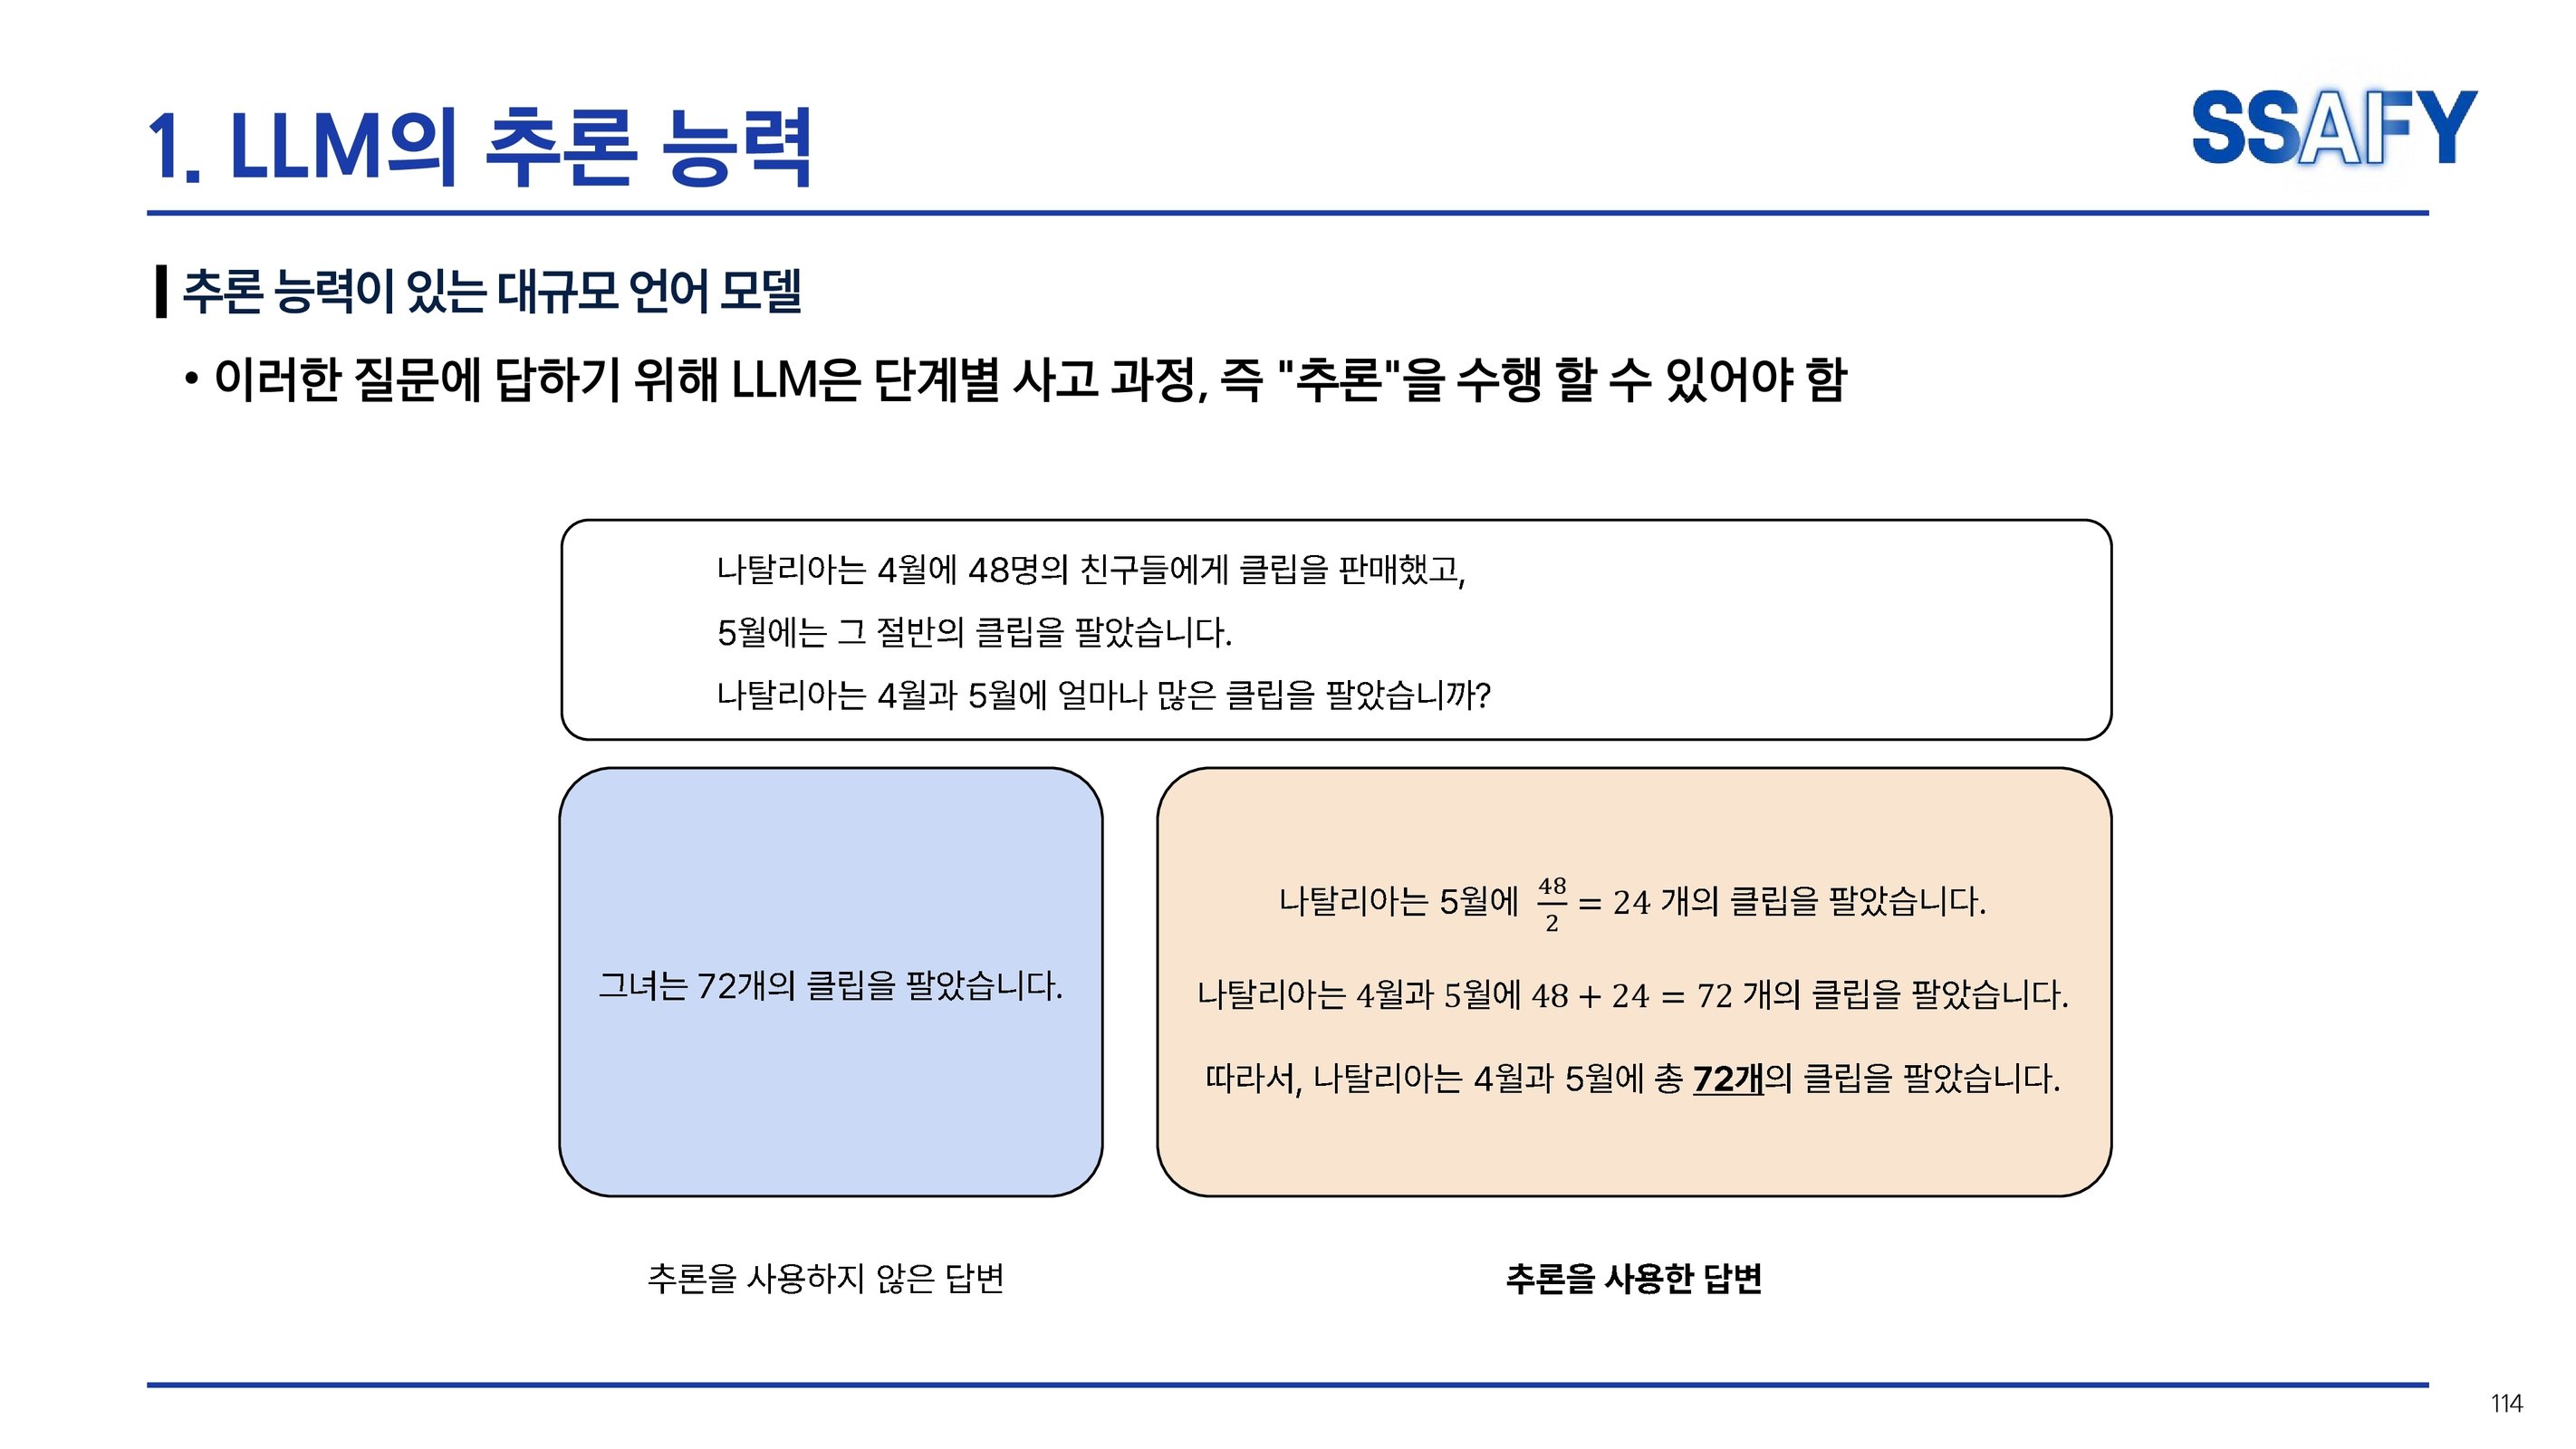 1. LLM의 추론 능력
SSAFY
추론 능력이 있는 대규모 언어 모델
• 이러한 질문에 답하기 위해 LLM은 단계별 사고 과정, 즉 "추론"을 수행 할 수 있어야 함
나탈리아는 4월에 48명의 친구들에게 클립을 판매했고,
5월에는 그 절반의 클립을 팔았습니다.
나탈리아는 4월과 5월에 얼마나 많은 클립을 팔았습니까?
그녀는 72개의 클립을 팔았습니다.
나탈리아는 5월에 48/2 = 24 개의 클립을 팔았습니다.
나탈리아는 4월과 5월에 48 + 24 = 72 개의 클립을 팔았습니다.
따라서, 나탈리아는 4월과 5월에 총 72개의 클립을 팔았습니다.
추론을 사용하지 않은 답변
추론을 사용한 답변
114